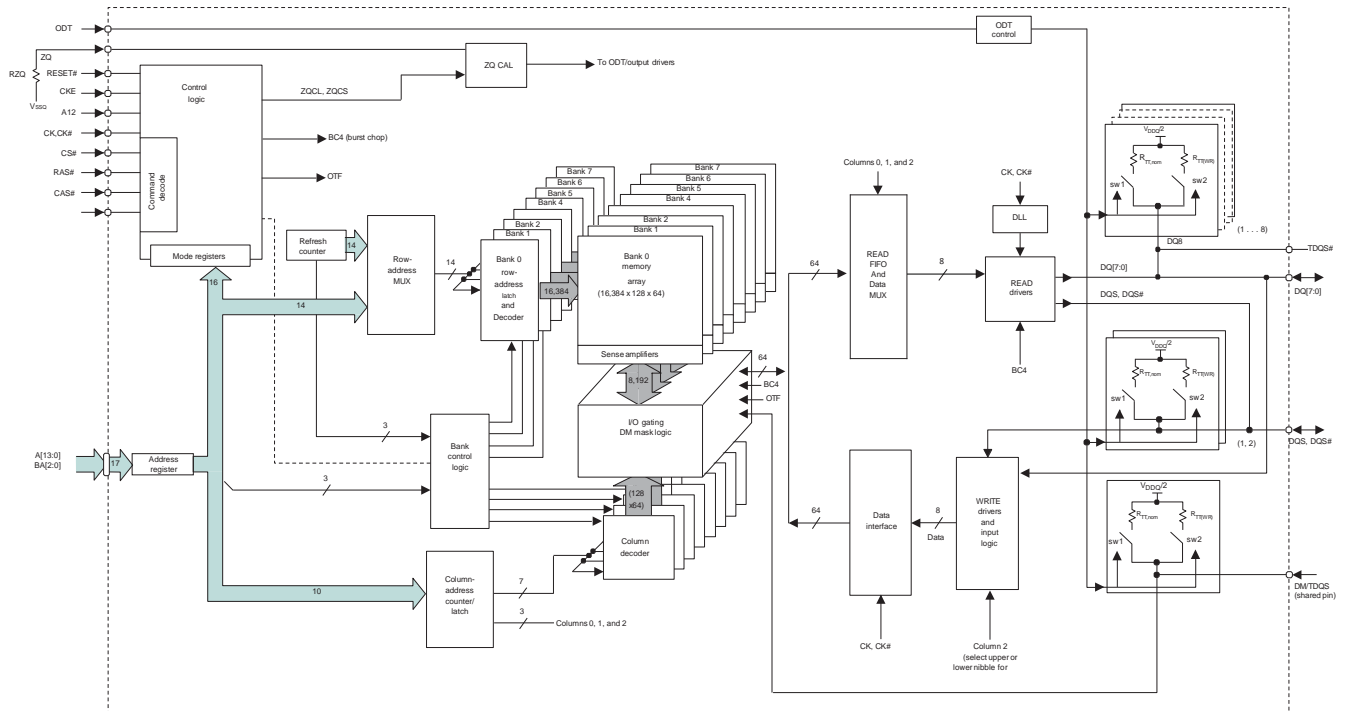 ODT
ODT
control
ZQ
RZQ
VSSQ
RESET#
CKE
A12
CK,CK#
CS#
RAS#
CAS#
Control
logic
Command
decode
Mode registers
ZQ CAL
To ODT/output drivers
ZQCL, ZQCS
BC4 (burst chop)
OTF
Refresh
counter
14
Row-
address
MUX
14
16
14
Bank 7
Bank 6
Bank 5
Bank 4
Bank 2
Bank 1
Bank 0
row-
address
latch
and
Decoder
16,384
Bank 7
Bank 6
Bank 5
Bank 4
Bank 2
Bank 1
Bank 0
memory
array
(16,384 x 128 x 64)
Sense amplifiers
8,192
I/O gating
DM mask logic
64
BC4
OTF
(128
x64)
Column
decoder
3
3
Bank
control
logic
A[13:0]
BA[2:0]
17
Address
register
10
Column-
address
counter/
latch
7
3
Columns 0, 1, and 2
Columns 0, 1, and 2
64
READ
FIFO
And
Data
MUX
8
CK, CK#
DLL
READ
drivers
BC4
DQ[7:0]
DQS, DQS#
64
Data
interface
CK, CK#
8
Data
WRITE
drivers
and
input
logic
Column 2
(select upper or
lower nibble for
VDDQ/2
RTT,nom
RTT(WR)
sw1
sw2
DQ8
(1 . . . 8)
TDQS#
DQ[7:0]
VDDQ/2
RTT,nom
RTT(WR)
sw1
sw2
(1, 2)
DQS, DQS#
VDDQ/2
RTT,nom
RTT(WR)
sw1
sw2
DM/TDQS
(shared pin)